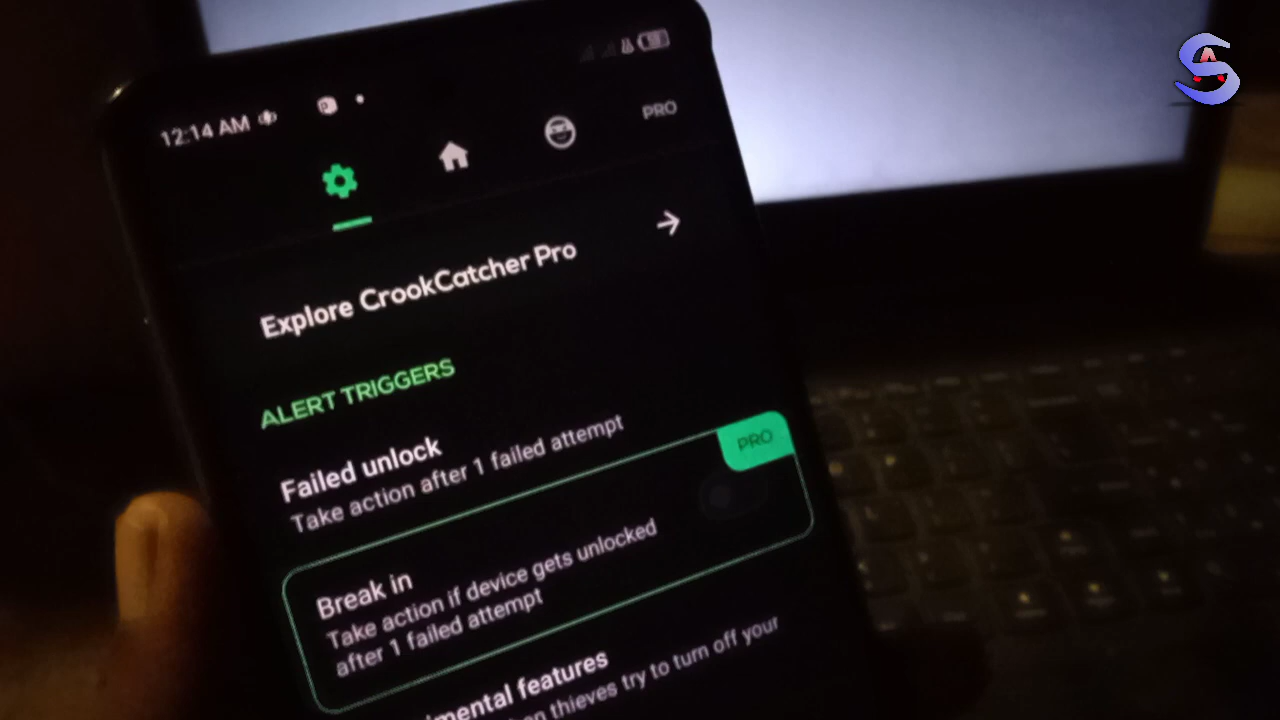 12:14 AM
PRO
Explore CrookCatcher Pro
ALERT TRIGGERS
Failed unlock
Take action after 1 failed attempt
PRO
Break in
Take action if device gets unlocked
after 1 failed attempt
mental features
thieves try to turn off your